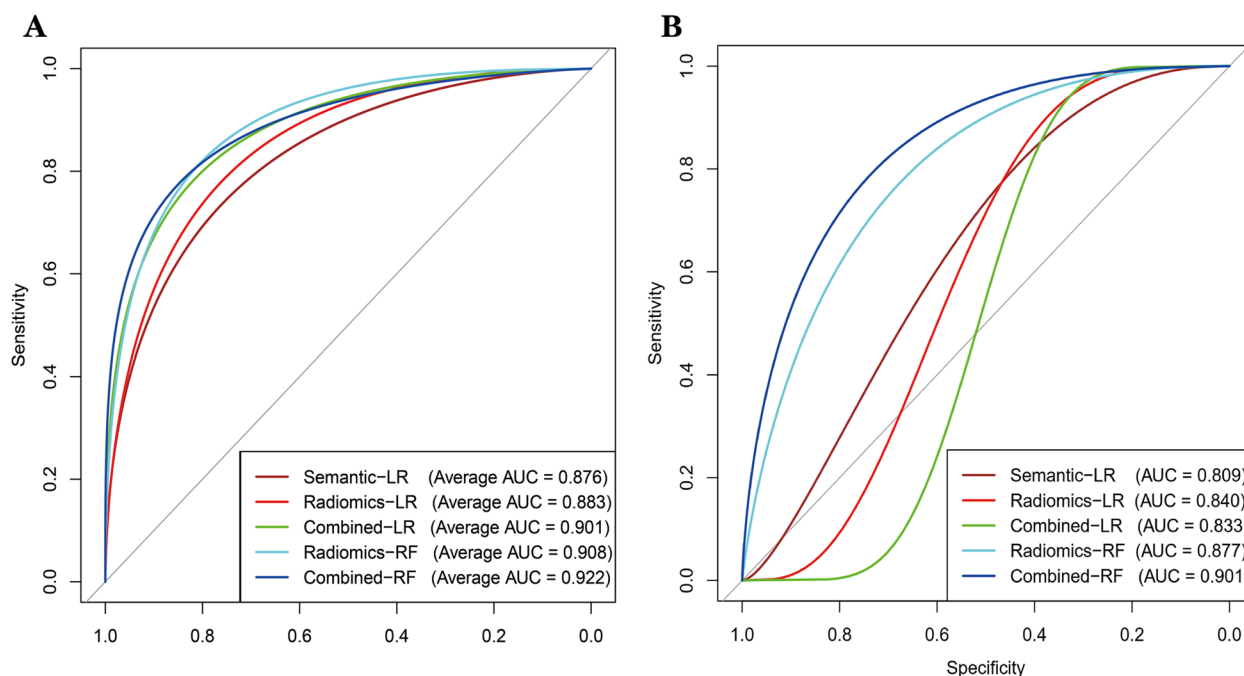 A
Sensitivity
0.0 0.2 0.4 0.6 0.8 1.0
Semantic−LR (Average AUC = 0.876)
Radiomics−LR (Average AUC = 0.883)
Combined−LR (Average AUC = 0.901)
Radiomics−RF (Average AUC = 0.908)
Combined−RF (Average AUC = 0.922)
1.0 0.8 0.6 0.4 0.2 0.0
B
Sensitivity
0.0 0.2 0.4 0.6 0.8 1.0
Semantic−LR (AUC = 0.809)
Radiomics−LR (AUC = 0.840)
Combined−LR (AUC = 0.833
Radiomics−RF (AUC = 0.877)
Combined−RF (AUC = 0.901
1.0 0.8 0.6 0.4 0.2 0.0
Specificity